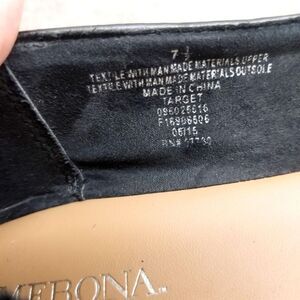 7 ½
TEXTILE WITH MAN MADE MATERIALS UPPER
TEXTILE WITH MAN MADE MATERIALS OUTSOLE
MADE IN CHINA
TARGET
05/15
RN#
MERONA.